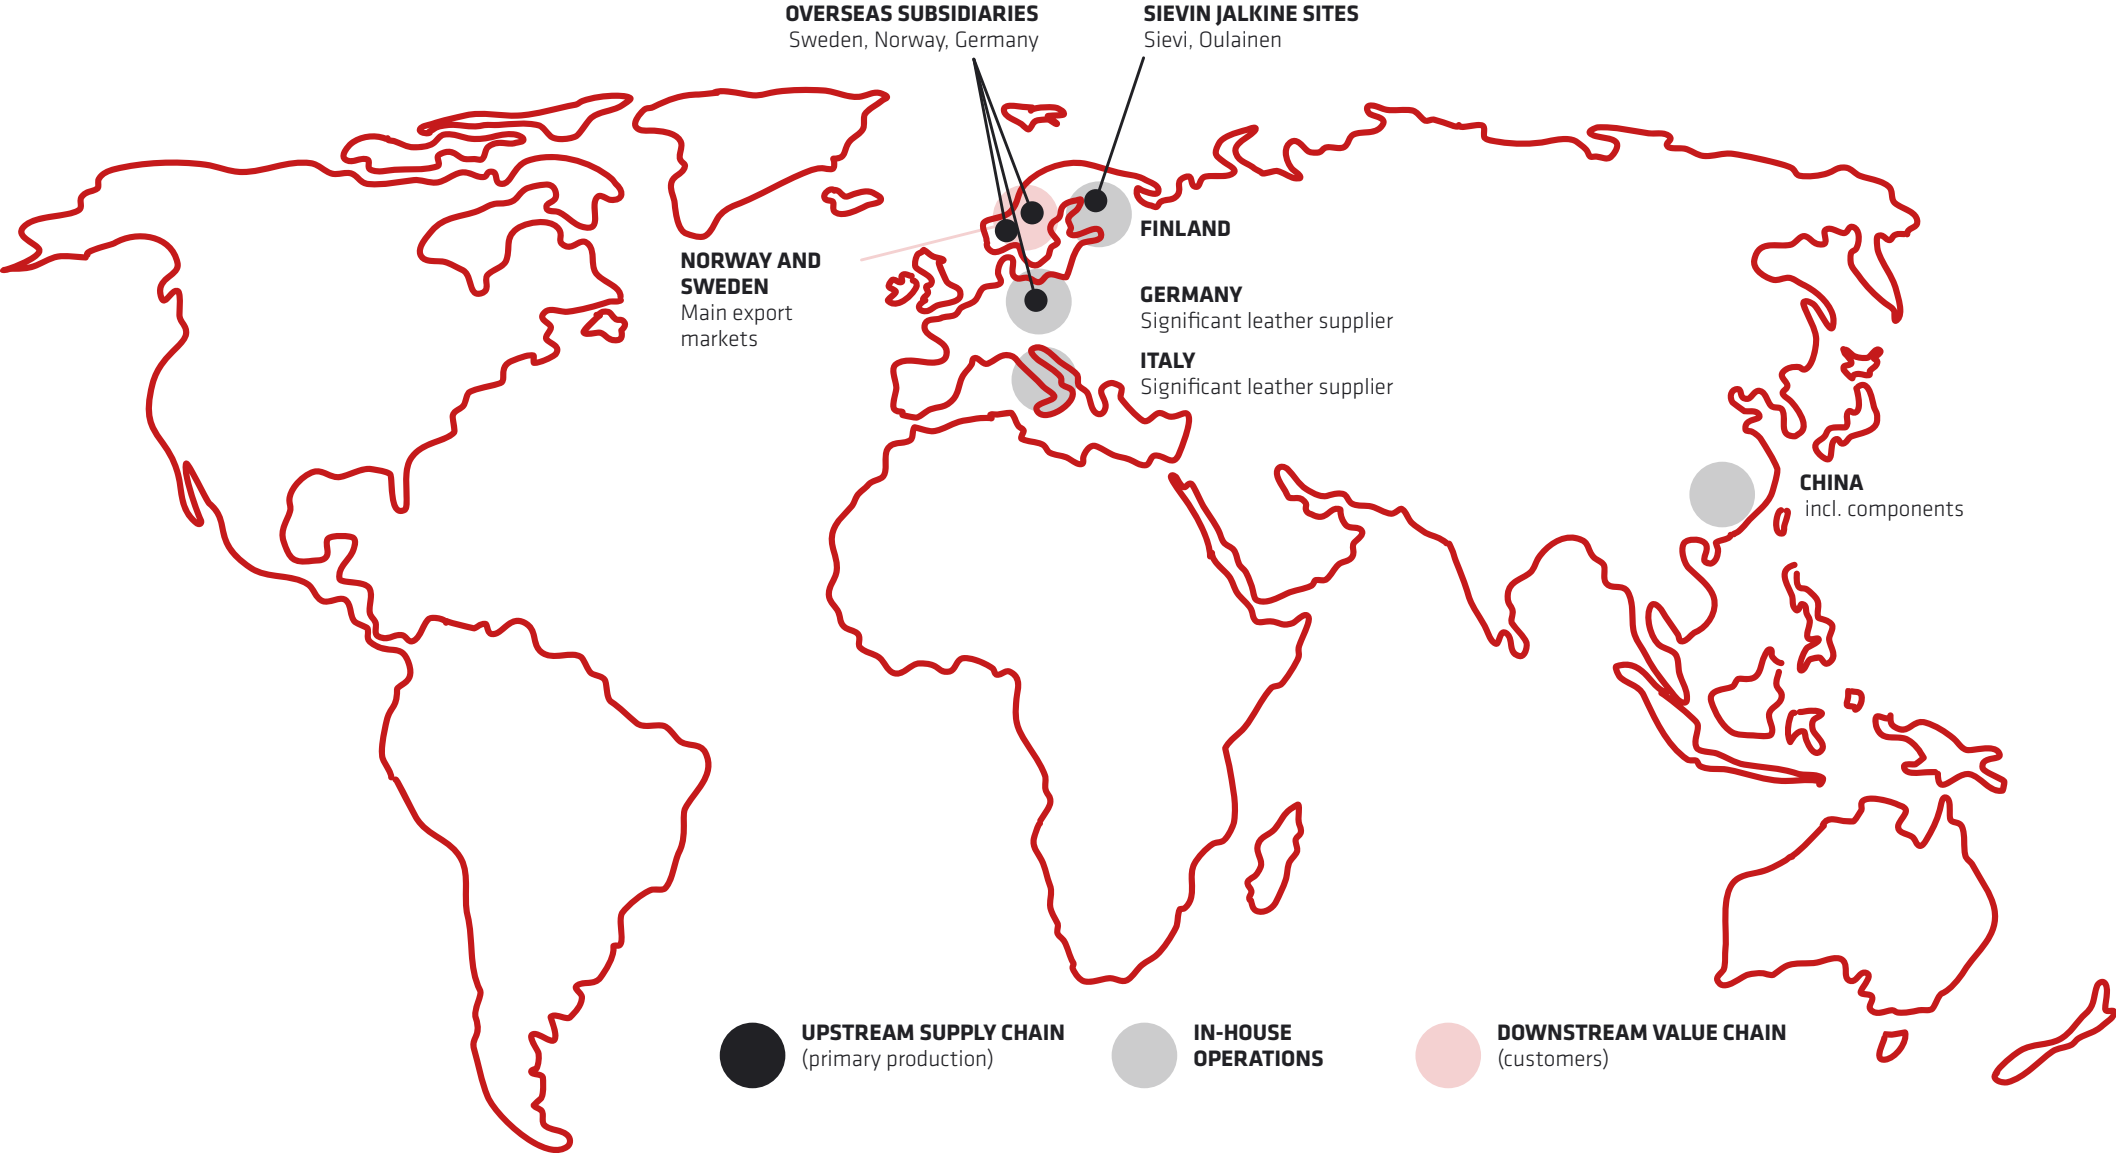 OVERSEAS SUBSIDIARIES
Sweden, Norway, Germany
SIEVIN JALKINE SITES
Sievi, Oulainen
FINLAND
NORWAY AND
SWEDEN
Main export
markets
GERMANY
Significant leather supplier
ITALY
Significant leather supplier
CHINA
incl. components
UPSTREAM SUPPLY CHAIN
(primary production)
IN-HOUSE
OPERATIONS
DOWNSTREAM VALUE CHAIN
(customers)